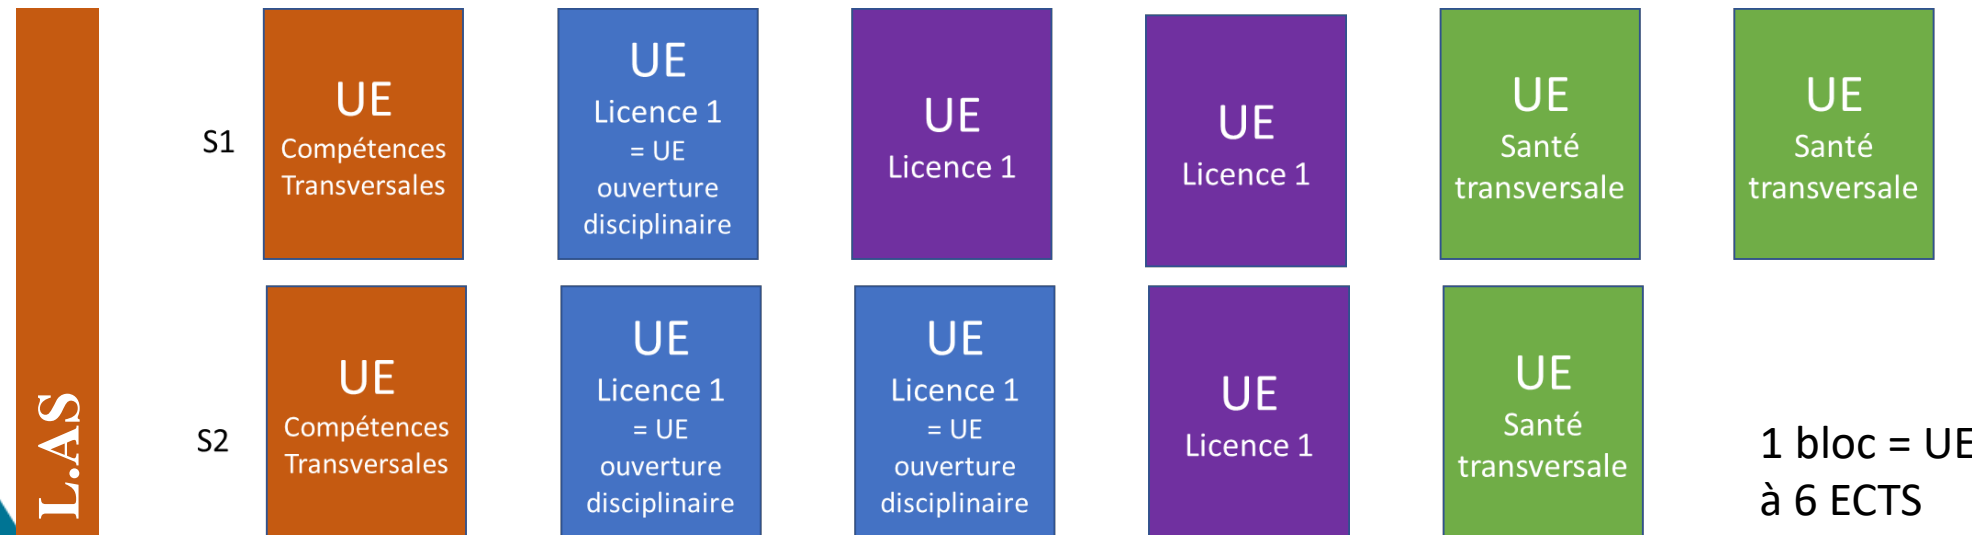 L.AS
S1
UE
Compétences
Transversales
UE
Licence 1
= UE
ouverture
disciplinaire
UE
Licence 1
UE
Licence 1
UE
Santé
transversale
UE
Santé
transversale
S2
UE
Compétences
Transversales
UE
Licence 1
= UE
ouverture
disciplinaire
UE
Licence 1
= UE
ouverture
disciplinaire
UE
Licence 1
UE
Santé
transversale
1 bloc = UE
à 6 ECTS